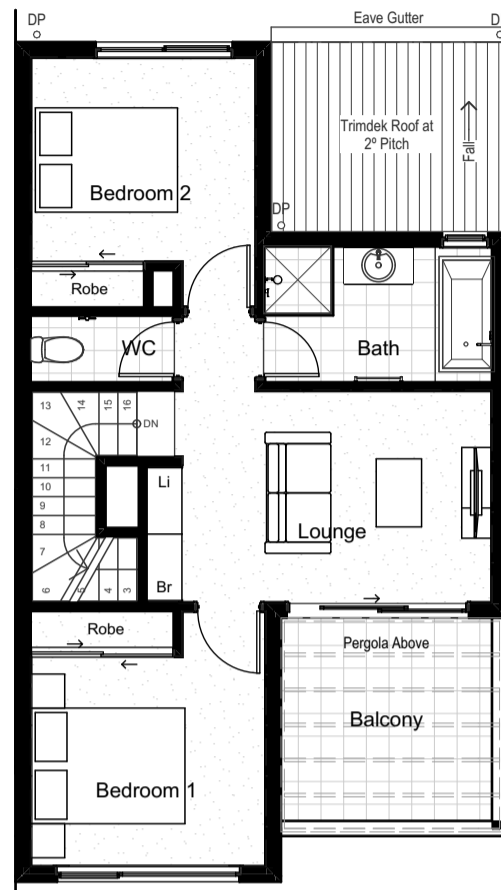 DP
Eave Gutter
D
Trimdek Roof at
2º Pitch
Fall
DP
Bedroom 2
Robe
WC
Bath
13
14
15
16
DN
12
11
10
9
8
7
6
5
4
3
Li
Br
Lounge
Robe
Pergola Above
Balcony
Bedroom 1